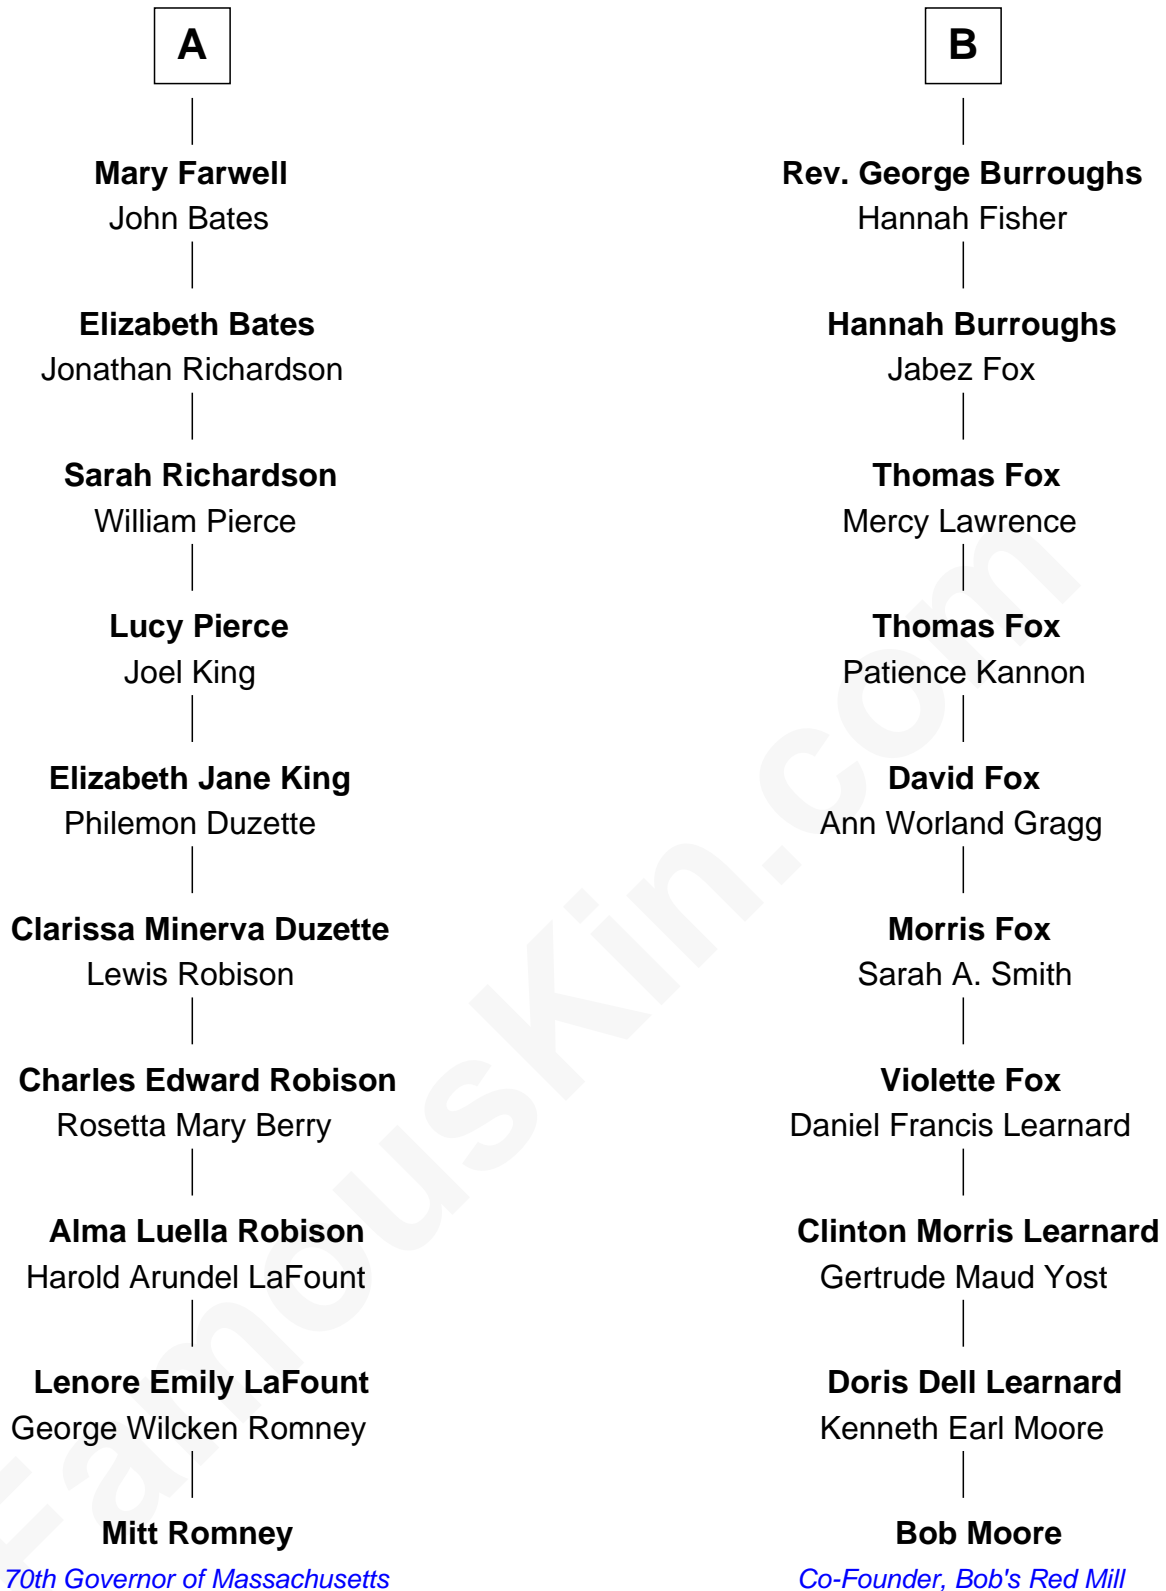 A
Mary Farwell
John Bates
Elizabeth Bates
Jonathan Richardson
Sarah Richardson
William Pierce
Lucy Pierce
Joel King
Elizabeth Jane King
Philemon Duzette
Clarissa Minerva Duzette
Lewis Robison
Charles Edward Robison
Rosetta Mary Berry
Alma Luella Robison
Harold Arundel LaFount
Lenore Emily LaFount
George Wilcken Romney
Mitt Romney
70th Governor of Massachusetts
B
Rev. George Burroughs
Hannah Fisher
Hannah Burroughs
Jabez Fox
Thomas Fox
Mercy Lawrence
Thomas Fox
Patience Kannon
David Fox
Ann Worland Gragg
Morris Fox
Sarah A. Smith
Violette Fox
Daniel Francis Learnard
Clinton Morris Learnard
Gertrude Maud Yost
Doris Dell Learnard
Kenneth Earl Moore
Bob Moore
Co-Founder, Bob's Red Mill
FamousKin.com